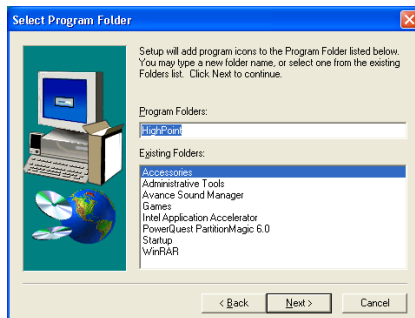 Select Program Folder
Setup will add program icons to the Program Folder listed below.
You may type a new folder name, or select one from the existing
Folders list. Click Next to continue.
Program Folders:
HighPoint
Existing Folders:
Accessories
Administrative Tools
Avance Sound Manager
Games
Intel Application Accelerator
PowerQuest PartitionMagic 6.0
Startup
WinRAR
< Back
Next >
Cancel